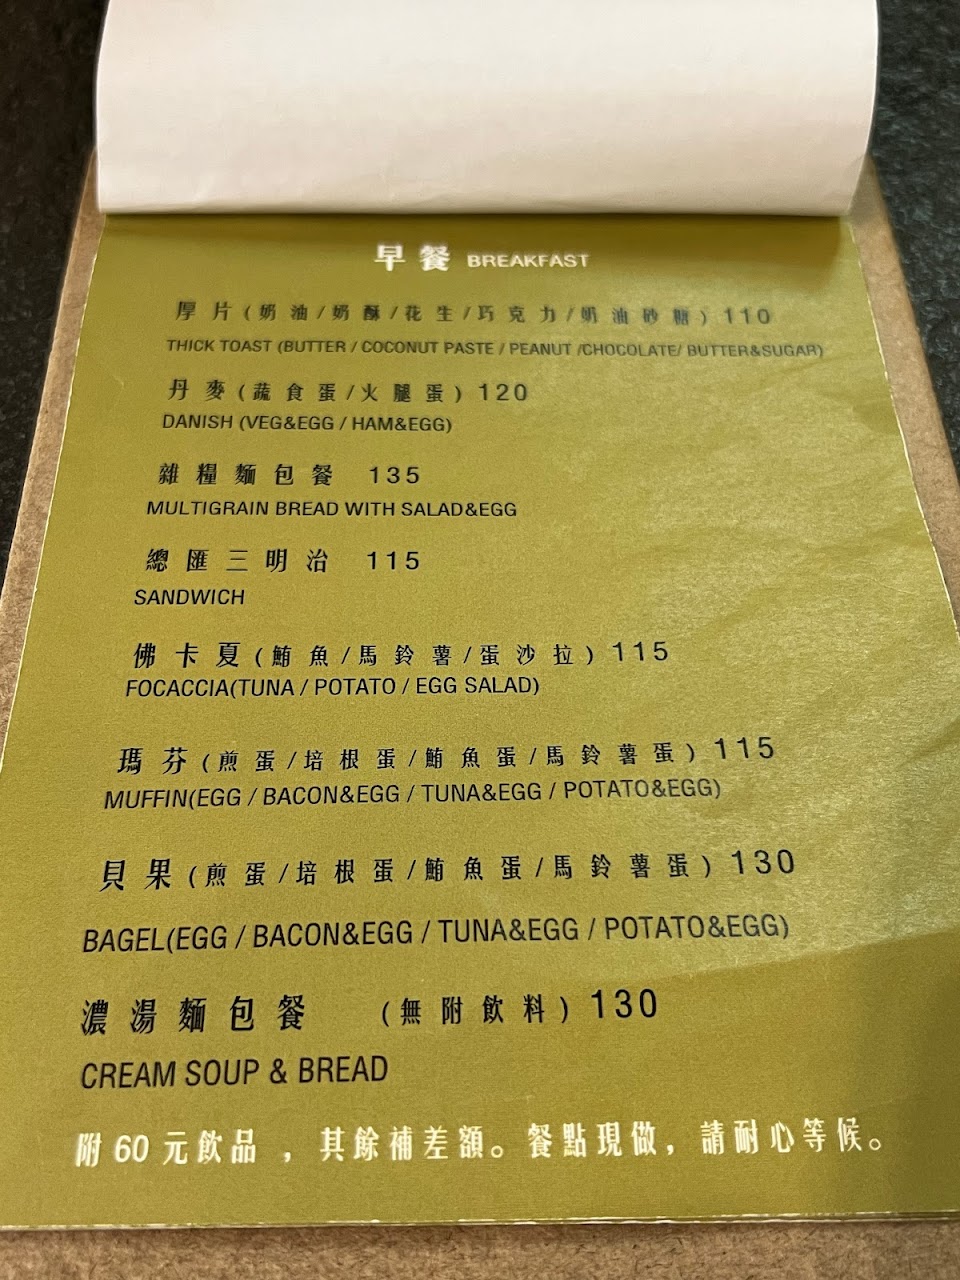 早餐 BREAKFAST
厚片(奶油/奶酥/花生/巧克力/奶油砂糖) 110
THICK TOAST (BUTTER / COCONUT PASTE / PEANUT /CHOCOLATE/ BUTTER&SUGAR)
丹麥(蔬食蛋/火腿蛋) 120
DANISH (VEG&EGG / HAM&EGG)
雜糧麵包餐 135
MULTIGRAIN BREAD WITH SALAD&EGG
總匯三明治 115
SANDWICH
佛卡夏(鮪魚/馬鈴薯/蛋沙拉) 115
FOCACCIA(TUNA / POTATO / EGG SALAD)
瑪芬(煎蛋/培根蛋/鮪魚蛋/馬鈴薯蛋) 115
MUFFIN(EGG / BACON&EGG / TUNA&EGG / POTATO&EGG)
貝果(煎蛋/培根蛋/鮪魚蛋/馬鈴薯蛋) 130
BAGEL(EGG / BACON&EGG / TUNA&EGG / POTATO&EGG)
濃湯麵包餐 (無附飲料) 130
CREAM SOUP & BREAD
附 60 元飲品 ，其餘補差額。餐點現做，請耐心等候。